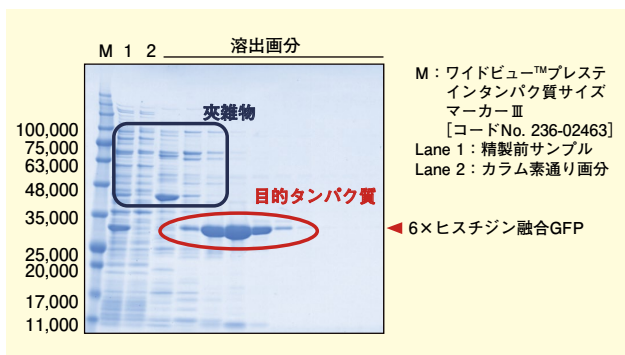 M 1 2 溶出画分
夾雑物
目的タンパク質
100,000
75,000
63,000
48,000
35,000
25,000
20,000
17,000
11,000
M：ワイドビュー™プレステ
インタンパク質サイズ
マーカーⅢ
［コードNo. 236-02463］
Lane 1：精製前サンプル
Lane 2：カラム素通り画分
6×ヒスチジン融合GFP